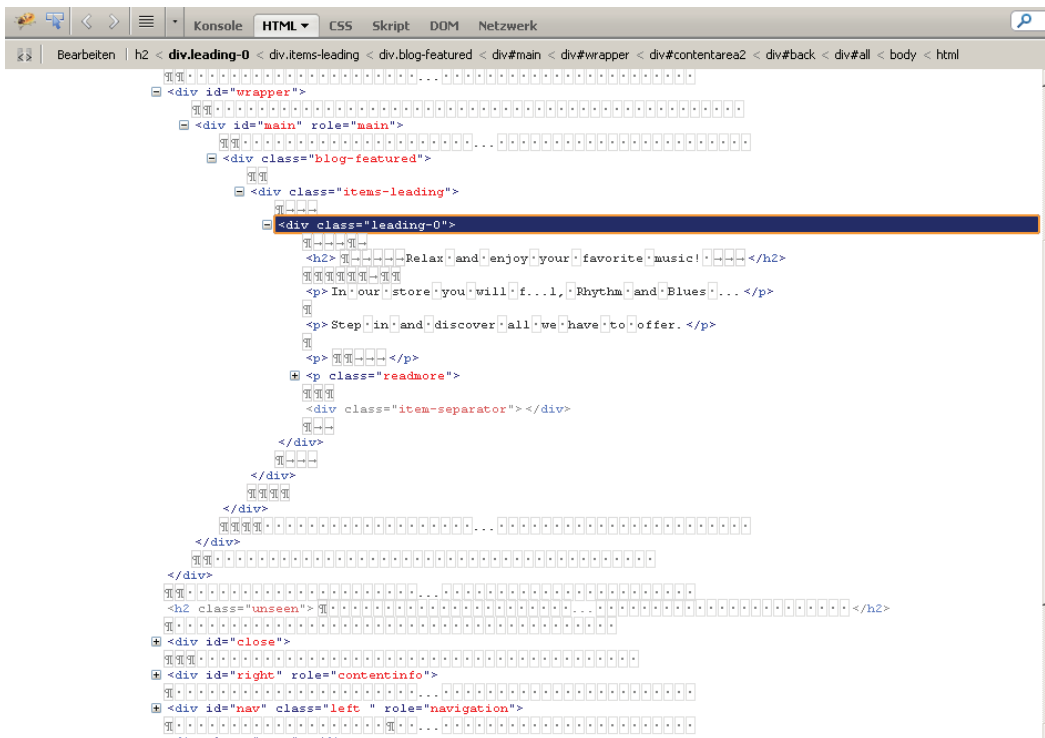 Konsole HTML CSS Skript DOM Netzwerk
Bearbeiten h2 < div.leading-0 < div.items-leading < div.blog-featured < div#main < div#wrapper < div#contentarea2 < div#back < div#all < body < html
<div id="wrapper">
<div id="main" role="main">
<div class="blog-featured">
<div class="items-leading">
<div class="leading-0">
<h2> ¶→→→→→Relax·and·enjoy·your·favorite·music!·→→→</h2>
<p>In·our·store·you·will·f...l,·Rhythm·and·Blues·...</p>
<p>Step·in·and·discover·all·we·have·to·offer.</p>
<p> ¶¶→→→</p>
<p class="readmore">
<div class="item-separator"></div>
</div>
</div>
</div>
</div>
</div>
<h2 class="unseen"> ¶ ... </h2>
<div id="close">
<div id="right" role="contentinfo">
<div id="nav" class="left " role="navigation">